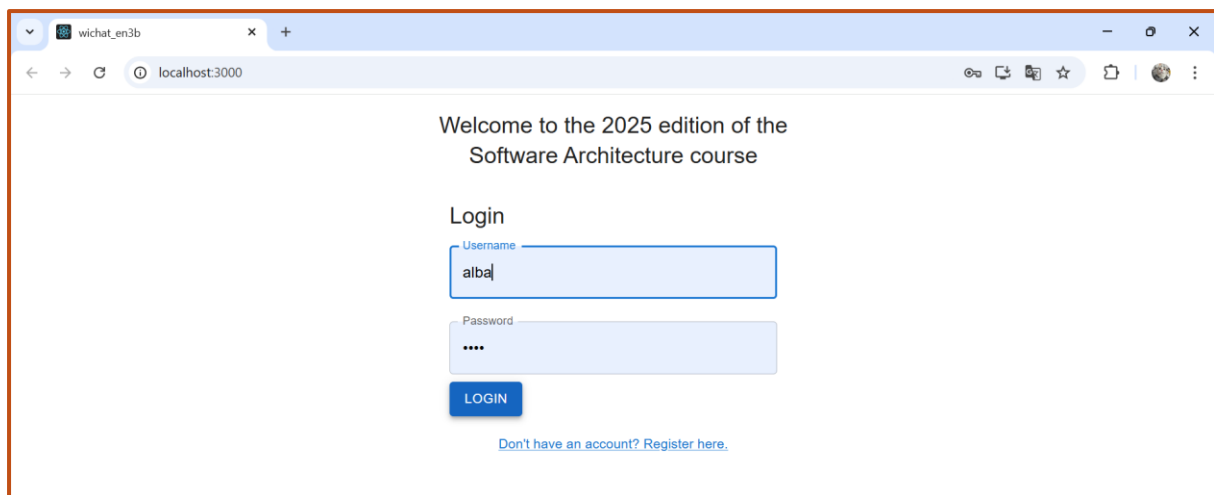 wichat_en3b
localhost:3000
Welcome to the 2025 edition of the
Software Architecture course
Login
Username
alba
Password
••••
LOGIN
Don't have an account? Register here.